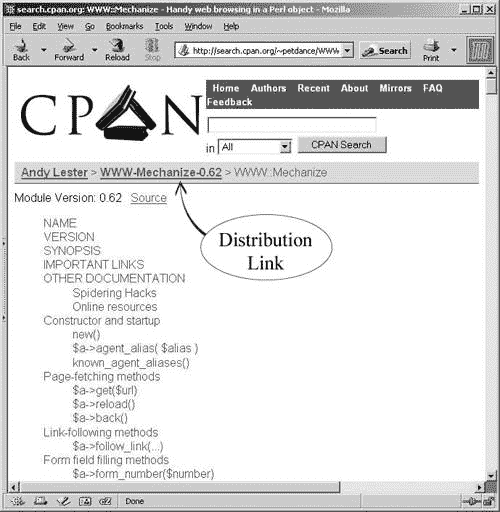 search.cpan.org: WWW::Mechanize - Handy web browsing in a Perl object - Mozilla
File Edit View Go Bookmarks Tools Window Help
Back Forward Reload Stop http://search.cpan.org/~petdance/WWW Search Print
CPAN
Home Authors Recent About Mirrors FAQ
Feedback
in All CPAN Search
Andy Lester > WWW-Mechanize-0.62 > WWW::Mechanize
Module Version: 0.62 Source
Distribution
Link
NAME
VERSION
SYNOPSIS
IMPORTANT LINKS
OTHER DOCUMENTATION
Spidering Hacks
Online resources
Constructor and startup
new()
$a->agent_alias( $alias )
known_agent_aliases()
Page-fetching methods
$a->get($url)
$a->reload()
$a->back()
Link-following methods
$a->follow_link(...)
Form field filling methods
$a->form_number($number)
Done